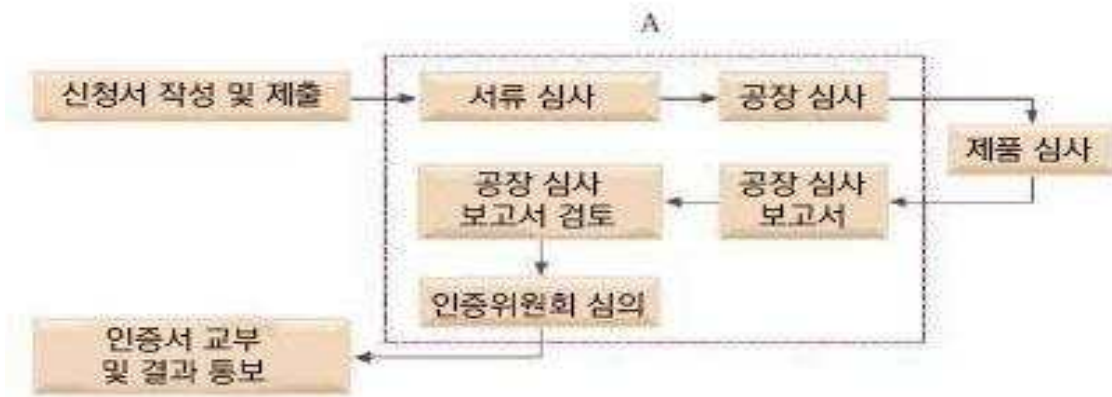 A
신청서 작성 및 제출
서류 심사
공장 심사
제품 심사
공장 심사
보고서
공장 심사
보고서 검토
인증위원회 심의
인증서 교부
및 결과 통보